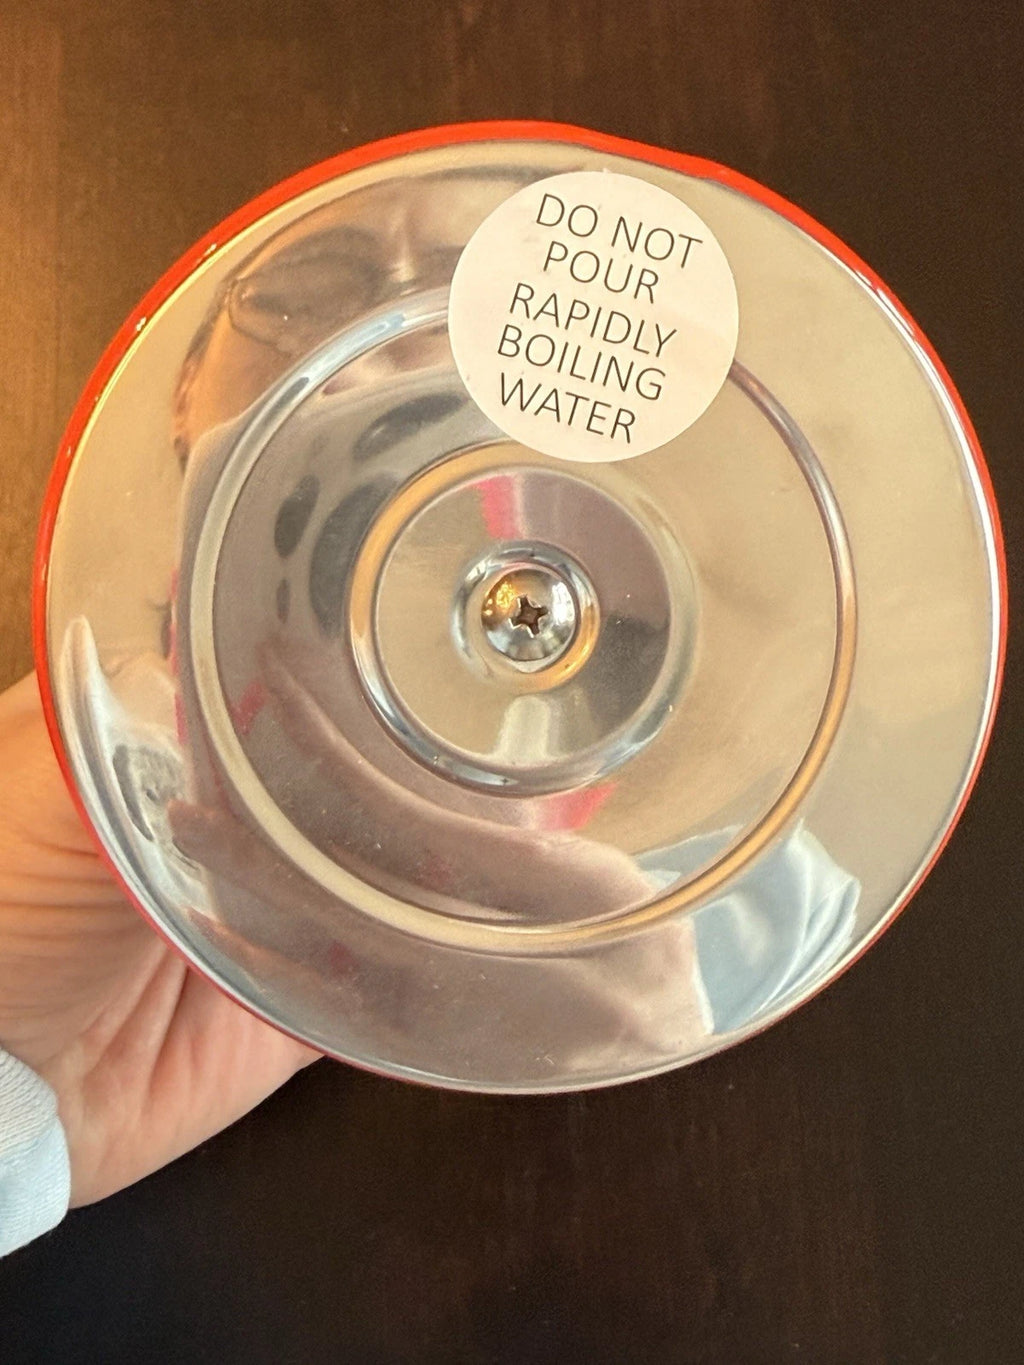 DO NOT
POUR
RAPIDLY
BOILING
WATER